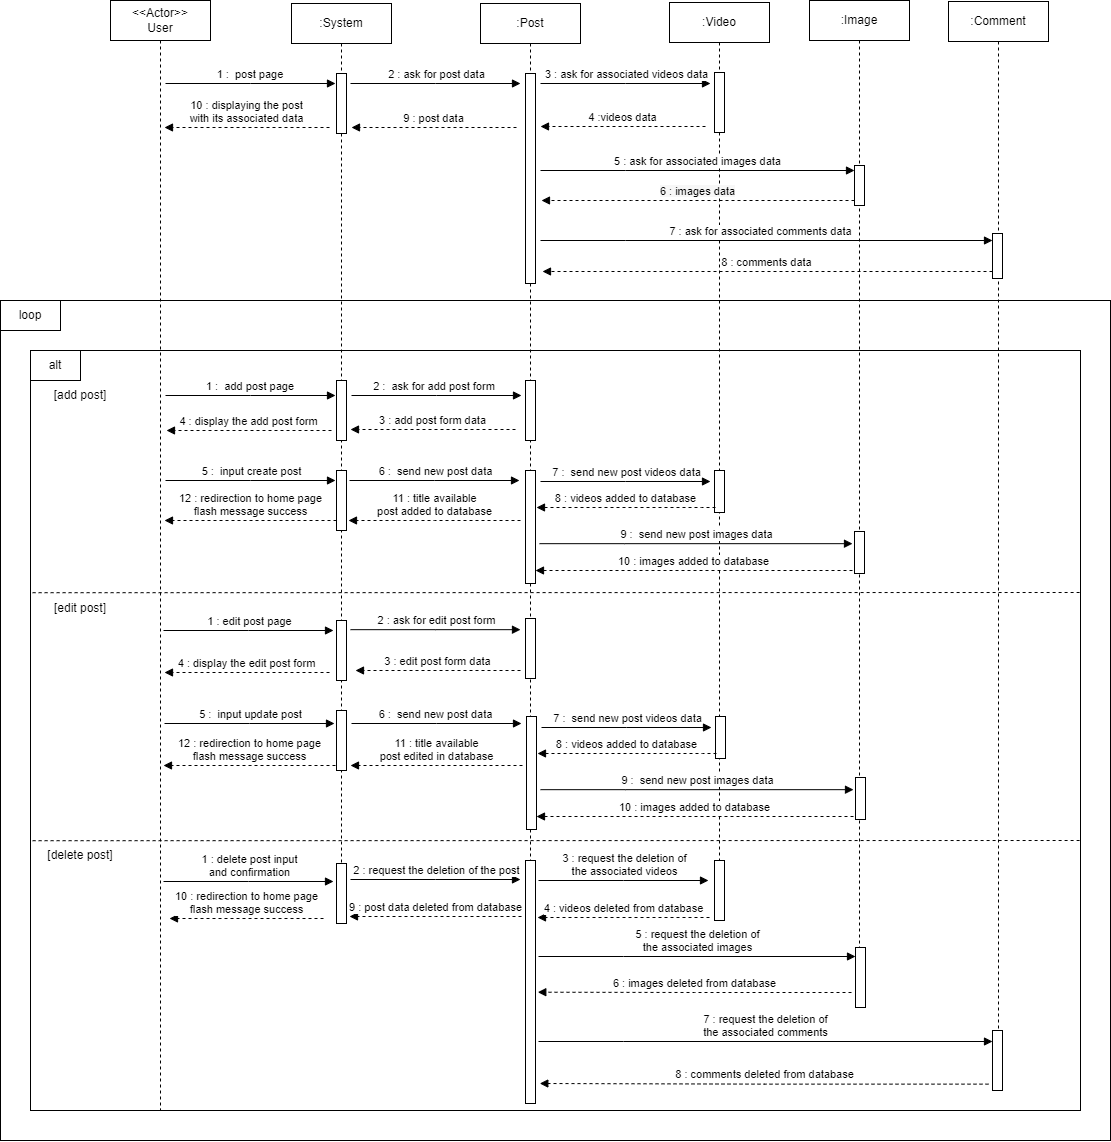 <<Actor>>
User
:System
:Post
:Video
:Image
:Comment
1 :  post page
2 : ask for post data
3 : ask for associated videos data
10 : displaying the post
with its associated data
9 : post data
4 :videos data
5 : ask for associated images data
6 : images data
7 : ask for associated comments data
8 : comments data
loop
alt
[add post]
1 :  add post page
2 :  ask for add post form
4 : display the add post form
3 : add post form data
5 :  input create post
6 :  send new post data
7 :  send new post videos data
12 : redirection to home page
flash message success
11 : title available
post added to database
8 : videos added to database
9 :  send new post images data
10 : images added to database
[edit post]
1 : edit post page
2 : ask for edit post form
4 : display the edit post form
3 : edit post form data
5 :  input update post
6 :  send new post data
7 :  send new post videos data
12 : redirection to home page
flash message success
11 : title available
post edited in database
8 : videos added to database
9 :  send new post images data
10 : images added to database
[delete post]
1 : delete post input
and confirmation
2 : request the deletion of the post
3 : request the deletion of
the associated videos
10 : redirection to home page
flash message success
9 : post data deleted from database
4 : videos deleted from database
5 : request the deletion of
the associated images
6 : images deleted from database
7 : request the deletion of
the associated comments
8 : comments deleted from database